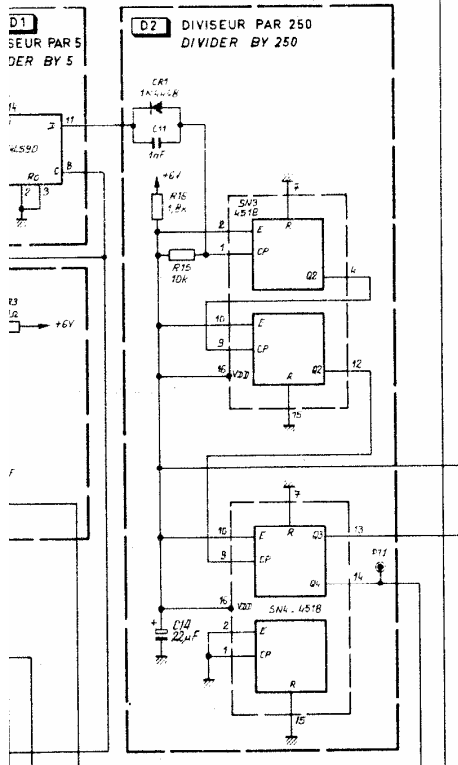 D1
SEUR PAR 5
DER BY 5
D2 DIVISEUR PAR 250
DIVIDER BY 250
14
11
8
2 3
CR1
1N4448
C11
1nF
+6V
R16
1,8K
R15
10K
SN3
4518
7
R
2 E
1 CP
Q2 4
10 E
9 CP
Q2 12
16 VDD
R
15
R3
+6V
F
7
R
10 E
9 CP
Q3 13
Q4 14
16 VDD
SN4 - 4518
2 E
1 CP
R
15
+
C14
22µF